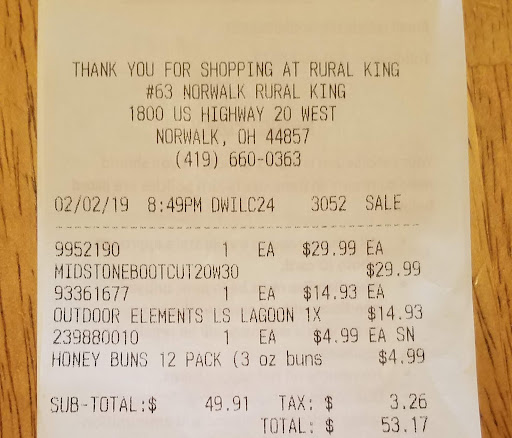 THANK YOU FOR SHOPPING AT RURAL KING
#63 NORWALK RURAL KING
1800 US HIGHWAY 20 WEST
NORWALK, OH 44857
(419) 660-0363
02/02/19 8:49PM DWILC24 3052 SALE
9952190 1 EA $29.99 EA
MIDSTONEBOOTCUT20W30 $29.99
93361677 1 EA $14.93 EA
OUTDOOR ELEMENTS LS LAGOON 1X $14.93
239880010 1 EA $4.99 EA SN
HONEY BUNS 12 PACK (3 oz buns $4.99
SUB-TOTAL:$ 49.91 TAX: $ 3.26
TOTAL: $ 53.17